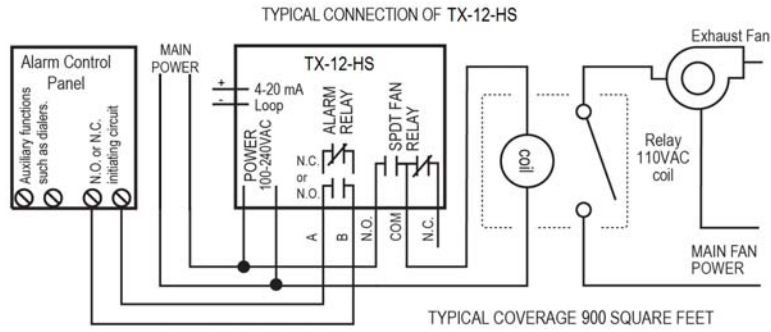 TYPICAL CONNECTION OF TX-12-HS
Alarm Control
Panel
Auxiliary functions
such as dialers.
N.O. or N.C.
initiating circuit
MAIN
POWER
TX-12-HS
+
-
4-20 mA
Loop
POWER
100-240VAC
ALARM
RELAY
N.C.
or
N.O.
SPDT FAN
RELAY
A
B
N.O.
COM
N.C.
coil
Relay
110VAC
coil
Exhaust Fan
MAIN FAN
POWER
TYPICAL COVERAGE 900 SQUARE FEET